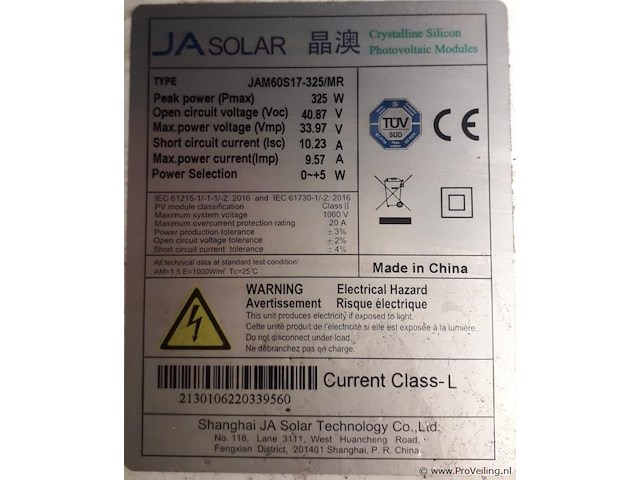 JA SOLAR 晶澳 Crystalline Silicon Photovoltaic Modules
TYPE JAM60S17-325/MR
Peak power (Pmax) 325 W
Open circuit voltage (Voc) 40.87 V
Max.power voltage (Vmp) 33.97 V
Short circuit current (Isc) 10.23 A
Max.power current(Imp) 9.57 A
Power Selection 0~+5 W
TÜV
SÜD
CE
IEC 61215-1/-1-1/-2: 2016 and IEC 61730-1/-2: 2016
PV module classification Class II
Maximum system voltage 1000 V
Maximum overcurrent protection rating 20 A
Power production tolerance ±3%
Open circuit voltage tolerance ±2%
Short circuit current tolerance ±4%
All technical data at standard test condition:
AM=1.5 E=1000W/m² Tc=25℃
Made in China
WARNING Electrical Hazard
Avertissement Risque électrique
This unit produces electricity if exposed to light.
Cette unité produit de l'électricité si elle est exposée à la lumière.
Do not disconnect under load.
Ne débranchez pas en charge.
Current Class-L
2130106220339560
Shanghai JA Solar Technology Co.,Ltd.
No. 118, Lane 3111, West Huancheng Road,
Fengxian District, 201401 Shanghai, P. R. China
© www.ProVeiling.nl